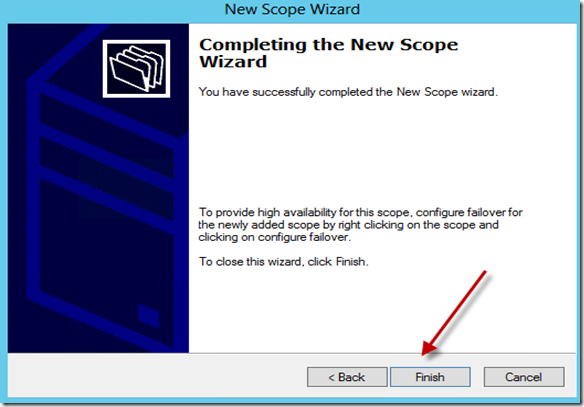 New Scope Wizard
Completing the New Scope
Wizard
You have successfully completed the New Scope wizard.
To provide high availability for this scope, configure failover for
the newly added scope by right clicking on the scope and
clicking on configure failover.
To close this wizard, click Finish.
< Back
Finish
Cancel